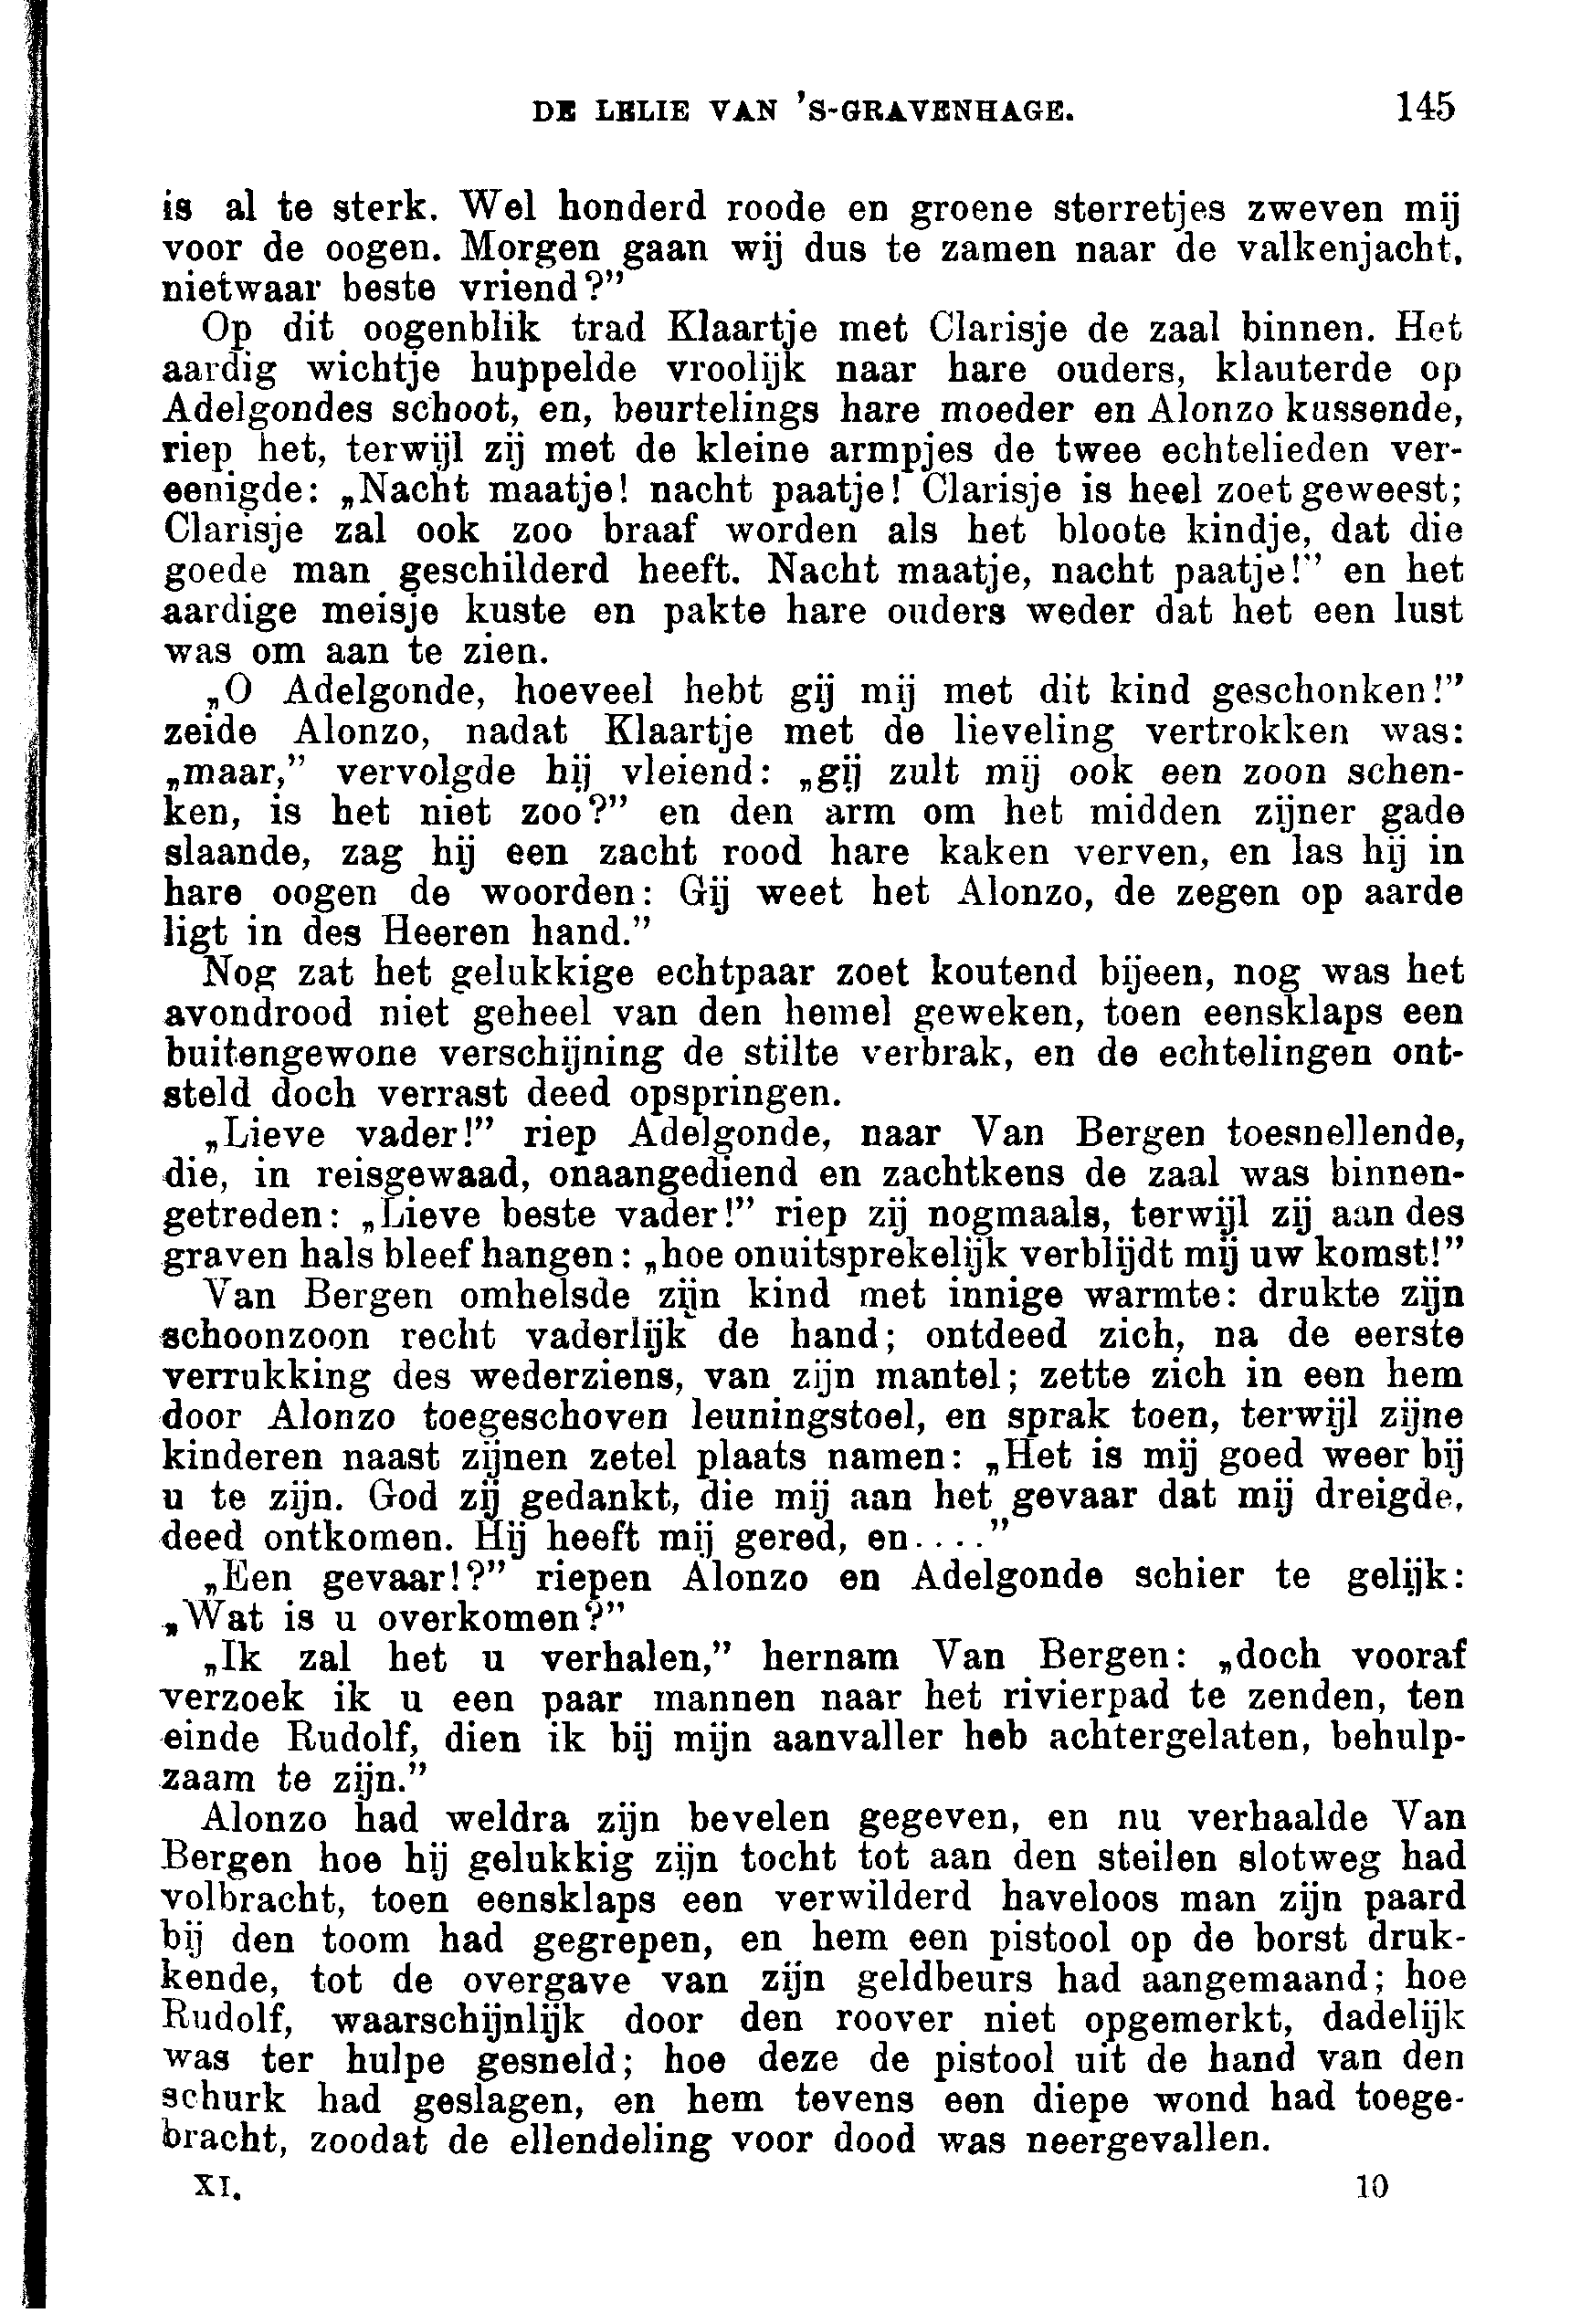 DE LELIE VAN 'S-GRAVENHAGE. 145
is al te sterk. Wel honderd roode en groene sterretjes zweven mij
voor de oogen. Morgen gaan wij dus te zamen naar de valkenjacht,
nietwaar beste vriend?”
Op dit oogenblik trad Klaartje met Clarisje de zaal binnen. Het
aardig wichtje huppelde vroolijk naar hare ouders, klauterde op
Adelgondes schoot, en, beurtelings hare moeder en Alonzo kussende,
riep het, terwijl zij met de kleine armpjes de twee echtelieden ver-
eenigde: „Nacht maatje! nacht paatje! Clarisje is heel zoet geweest;
Clarisje zal ook zoo braaf worden als het bloote kindje, dat die
goede man geschilderd heeft. Nacht maatje, nacht paatje!” en het
aardige meisje kuste en pakte hare ouders weder dat het een lust
was om aan te zien.
„O Adelgonde, hoeveel hebt gij mij met dit kind geschonken!”
zeide Alonzo, nadat Klaartje met de lieveling vertrokken was:
„maar,” vervolgde hij vleiend: „gij zult mij ook een zoon schen-
ken, is het niet zoo?” en den arm om het midden zijner gade
slaande, zag hij een zacht rood hare kaken verven, en las hij in
hare oogen de woorden: Gij weet het Alonzo, de zegen op aarde
ligt in des Heeren hand.”
Nog zat het gelukkige echtpaar zoet koutend bijeen, nog was het
avondrood niet geheel van den hemel geweken, toen eensklaps een
buitengewone verschijning de stilte verbrak, en de echtelingen ont-
steld doch verrast deed opspringen.
„Lieve vader!” riep Adelgonde, naar Van Bergen toesnellende,
die, in reisgewaad, onaangediend en zachtkens de zaal was binnen-
getreden: „Lieve beste vader!” riep zij nogmaals, terwijl zij aan des
graven hals bleef hangen: „hoe onuitsprekelijk verblijdt mij uw komst!”
Van Bergen omhelsde zijn kind met innige warmte: drukte zijn
schoonzoon recht vaderlijk de hand; ontdeed zich, na de eerste
verrukking des wederziens, van zijn mantel; zette zich in een hem
door Alonzo toegeschoven leuningstoel, en sprak toen, terwijl zijne
kinderen naast zijnen zetel plaats namen: „Het is mij goed weer bij
u te zijn. God zij gedankt, die mij aan het gevaar dat mij dreigde,
deed ontkomen. Hij heeft mij gered, en....”
„Een gevaar!?” riepen Alonzo en Adelgonde schier te gelijk:
„Wat is u overkomen?”
„Ik zal het u verhalen,” hernam Van Bergen: „doch vooraf
verzoek ik u een paar mannen naar het rivierpad te zenden, ten
einde Rudolf, dien ik bij mijn aanvaller heb achtergelaten, behulp-
zaam te zijn.”
Alonzo had weldra zijn bevelen gegeven, en nu verhaalde Van
Bergen hoe hij gelukkig zijn tocht tot aan den steilen slotweg had
volbracht, toen eensklaps een verwilderd haveloos man zijn paard
bij den toom had gegrepen, en hem een pistool op de borst druk-
kende, tot de overgave van zijn geldbeurs had aangemaand; hoe
Rudolf, waarschijnlijk door den roover niet opgemerkt, dadelijk
was ter hulpe gesneld; hoe deze de pistool uit de hand van den
schurk had geslagen, en hem tevens een diepe wond had toege-
bracht, zoodat de ellendeling voor dood was neergevallen.
XI. 10